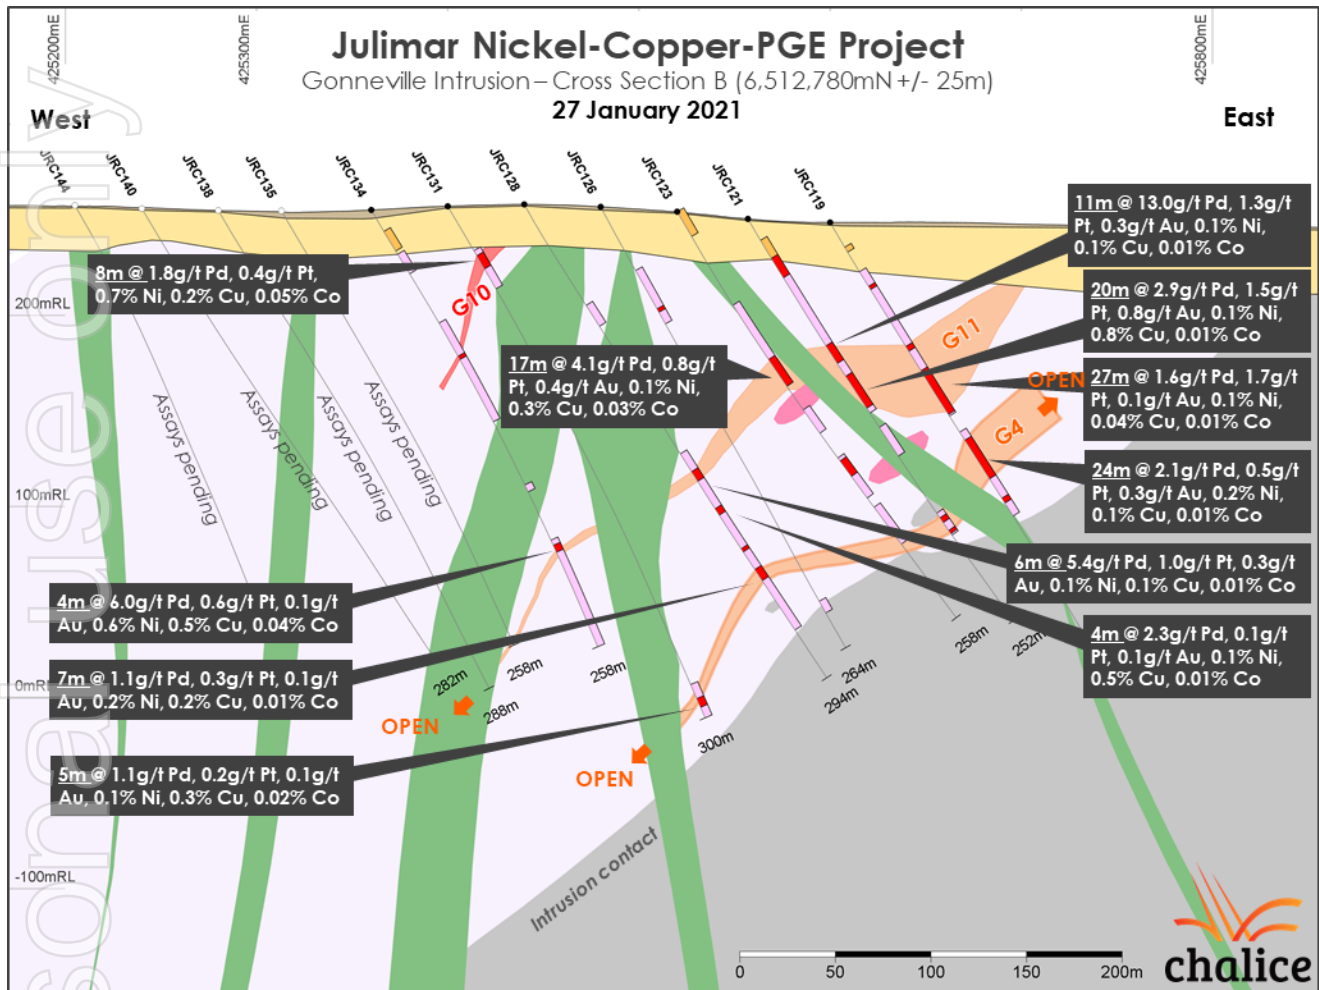 425200mE
425300mE
425800mE
Julimar Nickel-Copper-PGE Project
Gonneville Intrusion – Cross Section B (6,512,780mN +/- 25m)
27 January 2021
West
East
JRC144
JRC140
JRC138
JRC135
JRC134
JRC131
JRC128
JRC126
JRC123
JRC121
JRC119
11m @ 13.0g/t Pd, 1.3g/t
Pt, 0.3g/t Au, 0.1% Ni,
0.1% Cu, 0.01% Co
8m @ 1.8g/t Pd, 0.4g/t Pt,
0.7% Ni, 0.2% Cu, 0.05% Co
200mRL
G10
20m @ 2.9g/t Pd, 1.5g/t
Pt, 0.8g/t Au, 0.1% Ni,
0.8% Cu, 0.01% Co
G11
17m @ 4.1g/t Pd, 0.8g/t
Pt, 0.4g/t Au, 0.1% Ni,
0.3% Cu, 0.03% Co
OPEN
27m @ 1.6g/t Pd, 1.7g/t
Pt, 0.1g/t Au, 0.1% Ni,
0.04% Cu, 0.01% Co
G4
Assays pending
Assays pending
Assays pending
Assays pending
100mRL
24m @ 2.1g/t Pd, 0.5g/t
Pt, 0.3g/t Au, 0.2% Ni,
0.1% Cu, 0.01% Co
6m @ 5.4g/t Pd, 1.0g/t Pt, 0.3g/t
Au, 0.1% Ni, 0.1% Cu, 0.01% Co
4m @ 6.0g/t Pd, 0.6g/t Pt, 0.1g/t
Au, 0.6% Ni, 0.5% Cu, 0.04% Co
4m @ 2.3g/t Pd, 0.1g/t
Pt, 0.1g/t Au, 0.1% Ni,
0.5% Cu, 0.01% Co
258m
252m
7m @ 1.1g/t Pd, 0.3g/t Pt, 0.1g/t
Au, 0.2% Ni, 0.2% Cu, 0.01% Co
0mRL
282m
258m
258m
264m
294m
288m
OPEN
300m
OPEN
5m @ 1.1g/t Pd, 0.2g/t Pt, 0.1g/t
Au, 0.1% Ni, 0.3% Cu, 0.02% Co
-100mRL
Intrusion contact
0 50 100 150 200m
chalice
sonal use only